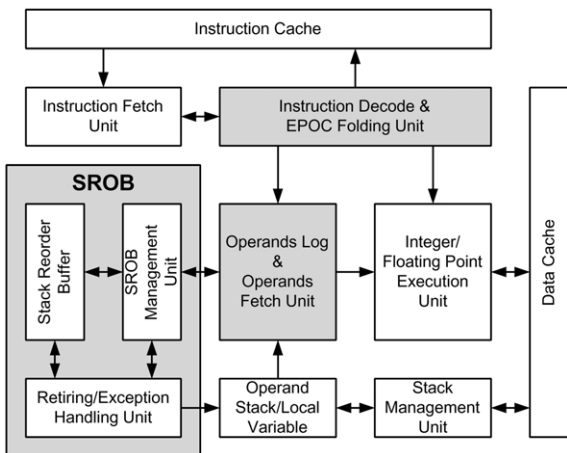 Instruction Cache
Instruction Fetch
Unit
Instruction Decode &
EPOC Folding Unit
SROB
Stack Reorder
Buffer
SROB
Management
Unit
Operands Log
&
Operands
Fetch Unit
Integer/
Floating Point
Execution
Unit
Data Cache
Retiring/Exception
Handling Unit
Operand
Stack/Local
Variable
Stack
Management
Unit